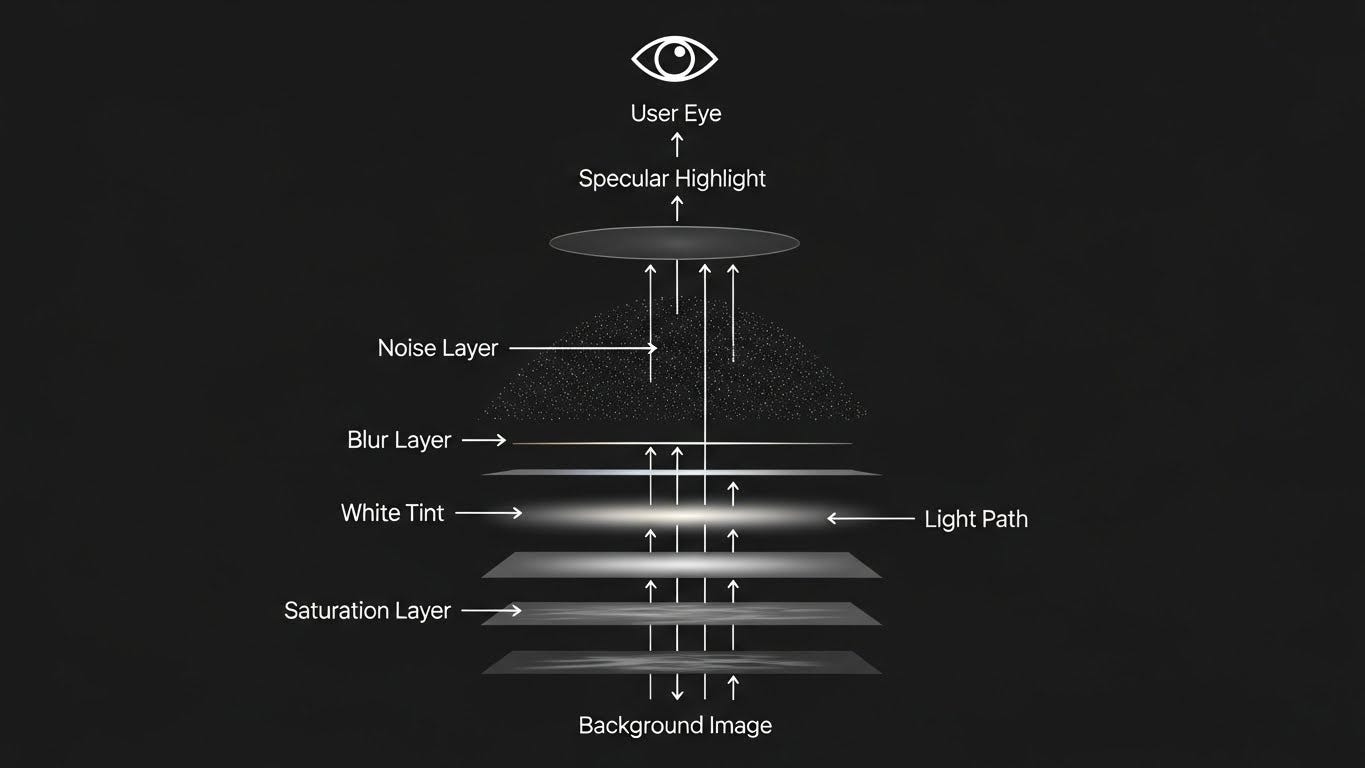 User Eye
Specular Highlight
Noise Layer
Blur Layer
White Tint
Light Path
Saturation Layer
Background Image